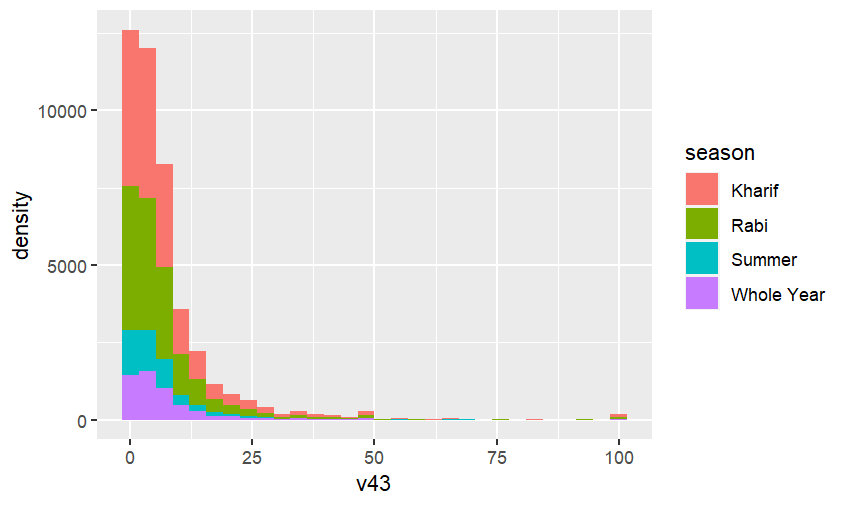 density
10000
5000
0
0
25
50
75
100
v43
season
Kharif
Rabi
Summer
Whole Year